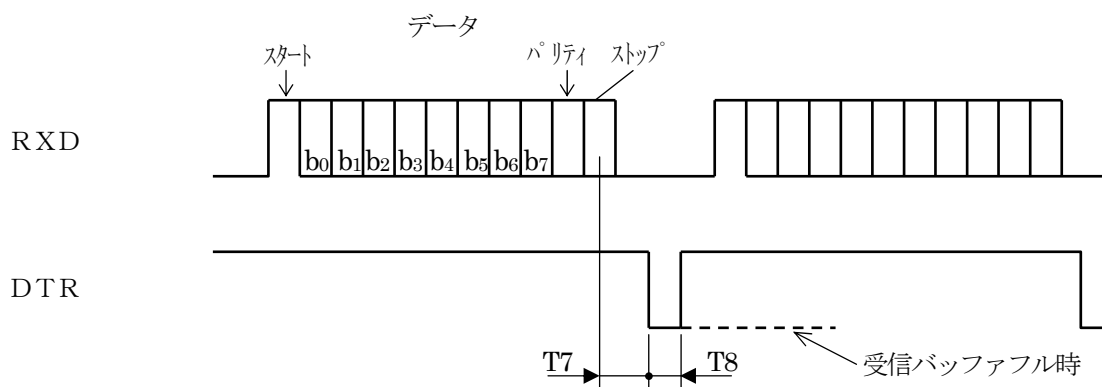 データ
スタート
パリティ
ストップ
RXD
b0 b1 b2 b3 b4 b5 b6 b7
DTR
受信バッファフル時
T7
T8